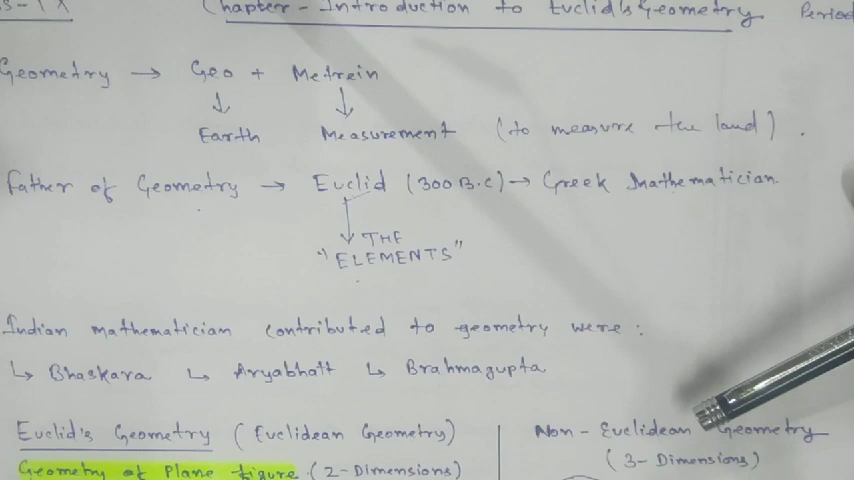 Chapter - Introduction to Euclid's Geometry Period
Geometry → Geo + Metrein
Earth Measurement (to measure the land).
Father of Geometry → Euclid (300 B.C) → Greek Mathematician.
"THE
ELEMENTS"
Indian mathematician contributed to geometry were:
↳ Bhaskara ↳ Aryabhatt ↳ Brahmagupta
Euclid's Geometry (Euclidean Geometry) Non-Euclidean Geometry
Geometry of Plane figure (2-Dimensions) (3-Dimensions)